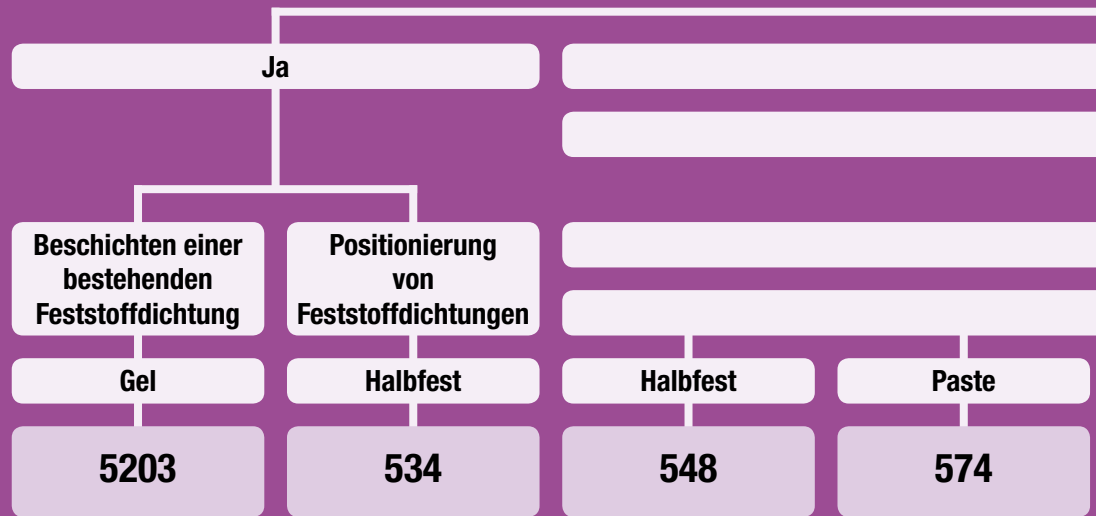 Ja
Beschichten einer
bestehenden
Feststoffdichtung
Positionierung
von
Feststoffdichtungen
Gel
Halbfest
Halbfest
Paste
5203
534
548
574